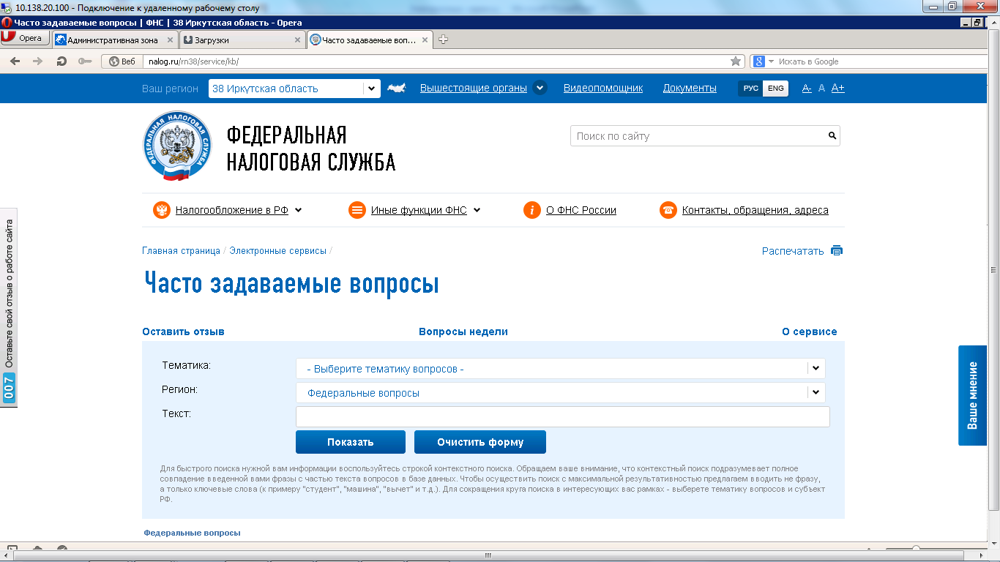 10.138.20.100 - Подключение к удаленному рабочему столу
Часто задаваемые вопросы | ФНС | 38 Иркутская область - Opera
Opera
Административная зона
Загрузки
Часто задаваемые воп...
Веб
nalog.ru/rn38/service/kb/
Искать в Google
Ваш регион
38 Иркутская область
Вышестоящие органы
Видеопомощник
Документы
РУС
ENG
A-
A
A+
ФЕДЕРАЛЬНАЯ НАЛОГОВАЯ СЛУЖБА
ФЕДЕРАЛЬНАЯ
НАЛОГОВАЯ СЛУЖБА
Поиск по сайту
Налогообложение в РФ
Иные функции ФНС
О ФНС России
Контакты, обращения, адреса
Главная страница / Электронные сервисы /
Распечатать
Часто задаваемые вопросы
Оставить отзыв
Вопросы недели
О сервисе
Тематика:
- Выберите тематику вопросов -
Регион:
Федеральные вопросы
Текст:
Показать
Очистить форму
Для быстрого поиска нужной вам информации воспользуйтесь строкой контекстного поиска. Обращаем ваше внимание, что контекстный поиск подразумевает полное
совпадение введенной вами фразы с частью текста вопросов в базе данных. Чтобы осуществить поиск с максимальной результативностью предлагаем вводить не фразу,
а только ключевые слова (к примеру "студент", "машина", "вычет" и т.д.). Для сокращения круга поиска в интересующих вас рамках - выберете тематику вопросов и субъект
РФ.
Федеральные вопросы
Оставьте свой отзыв о работе сайта
007
Ваше мнение